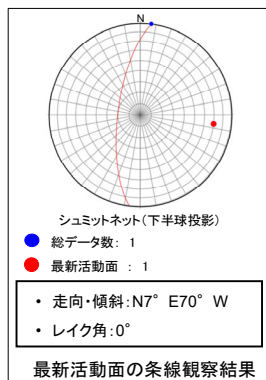 N
シュミットネット(下半球投影)
総データ数: 1
最新活動面 : 1
• 走向・傾斜:N7° E70° W
• レイク角:0°
最新活動面の条線観察結果